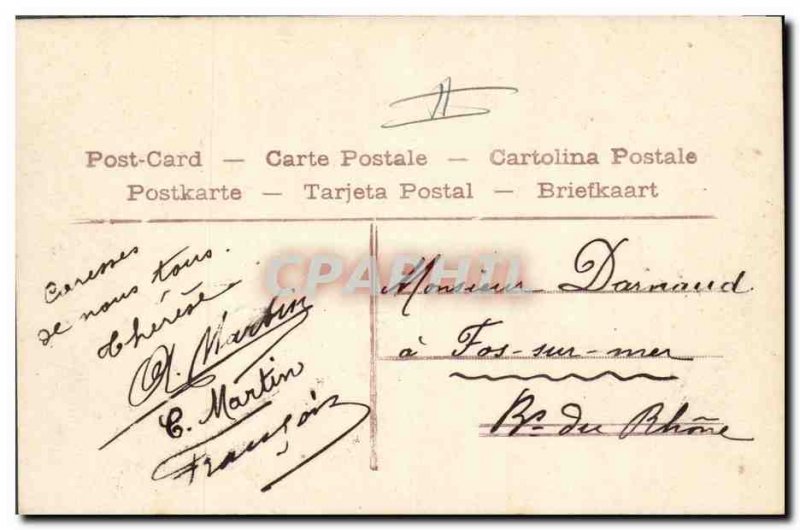 Post-Card — Carte Postale — Cartolina Postale
Postkarte — Tarjeta Postal — Briefkaart
Caresses
de nous tous.
Thérèse
A. Martin
C. Martin
François
CPAPHIL
Monsieur Darnaud.
à Fos-sur-mer
Bs. du Rhône